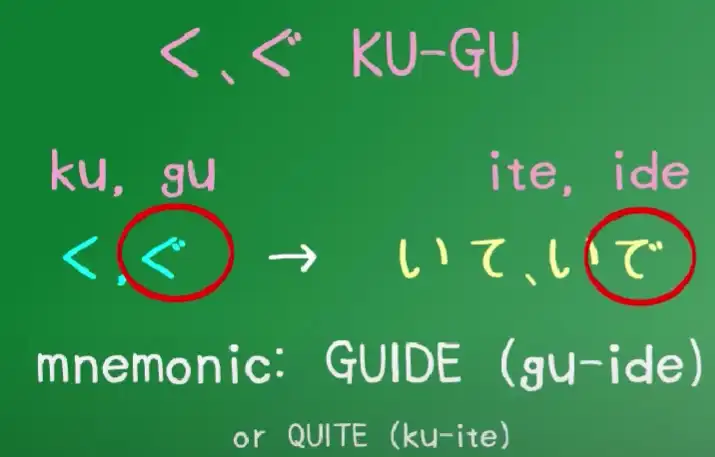 く、ぐ KU-GU
ku, gu ite, ide
く,ぐ → いて、いで
mnemonic: GUIDE (gu-ide)
or QUITE (ku-ite)